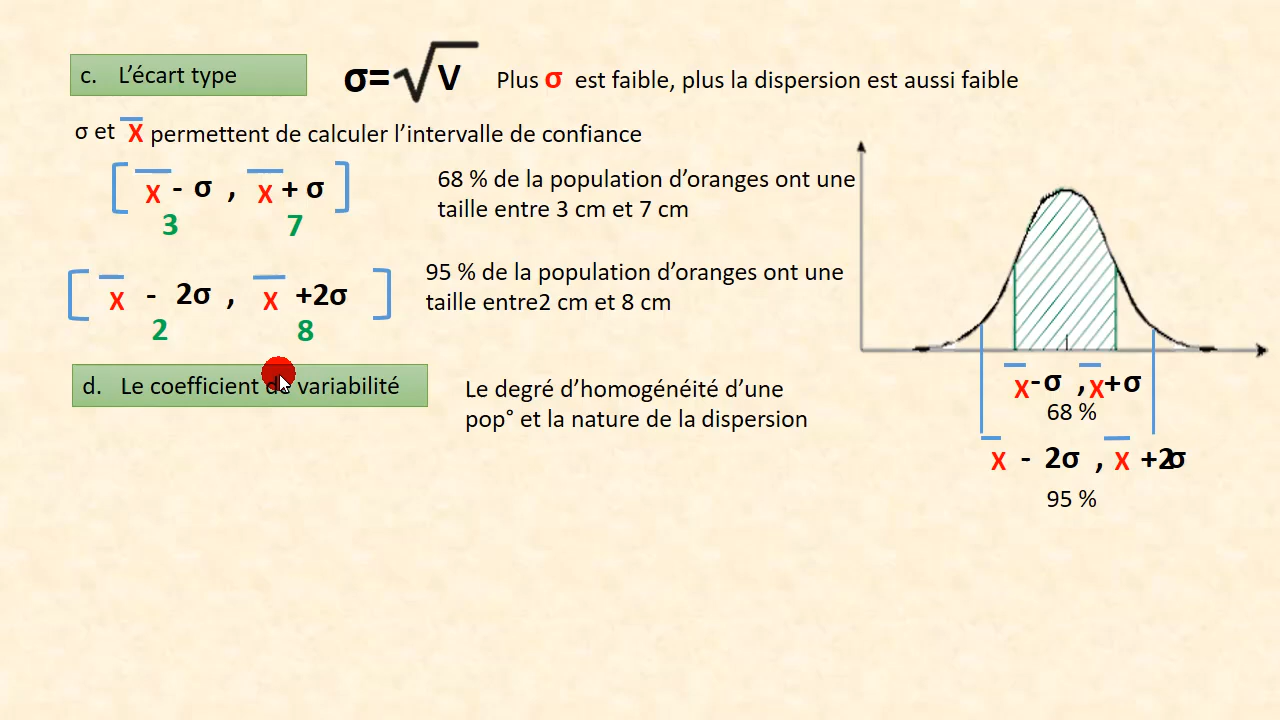 c. L'écart type
σ=√V
Plus σ est faible, plus la dispersion est aussi faible
σ et X̅ permettent de calculer l'intervalle de confiance
[ X̅ - σ , X̅ + σ ]
3 7
68 % de la population d'oranges ont une
taille entre 3 cm et 7 cm
[ X̅ - 2σ , X̅ +2σ ]
2 8
95 % de la population d'oranges ont une
taille entre2 cm et 8 cm
d. Le coefficient de variabilité
Le degré d'homogénéité d'une
pop° et la nature de la dispersion
X̅-σ ,X̅+σ
68 %
X̅ - 2σ , X̅ +2σ
95 %